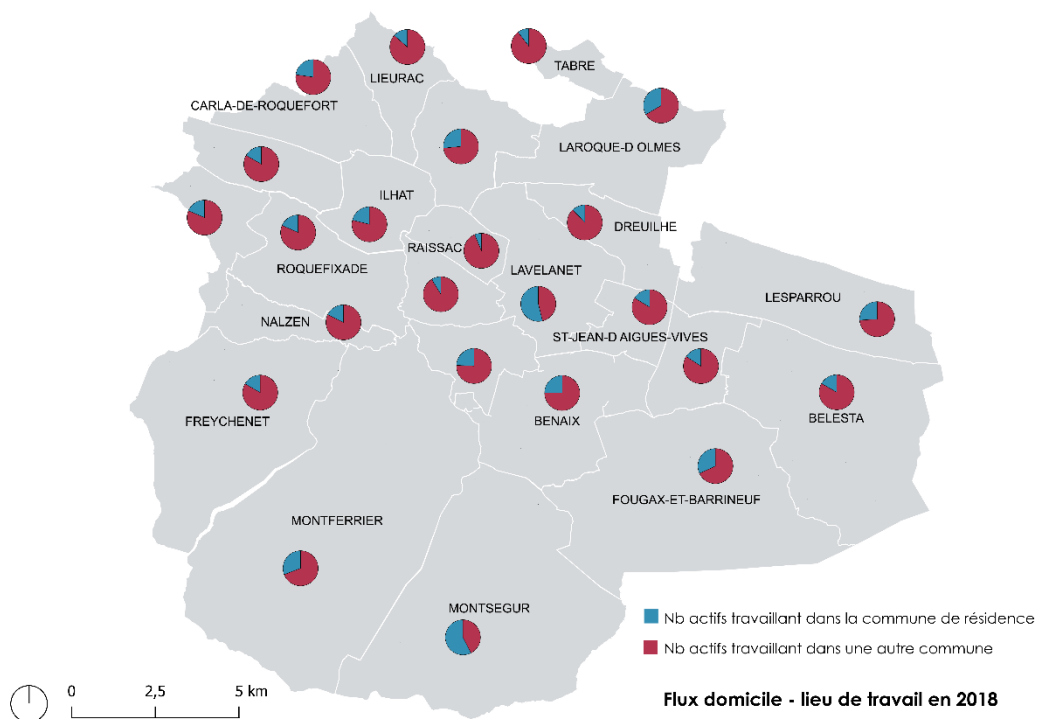 TABRE
LIEURAC
CARLA-DE-ROQUEFORT
LAROQUE-D OLMES
ILHAT
DREUILHE
RAISSAC
ROQUEFIXADE
LAVELANET
LESPARROU
NALZEN
ST-JEAN-D AIGUES-VIVES
FREYCHENET
BENAIX
BELESTA
FOUGAX-ET-BARRINEUF
MONTFERRIER
MONTSEGUR
Nb actifs travaillant dans la commune de résidence
Nb actifs travaillant dans une autre commune
0 2,5 5 km
Flux domicile - lieu de travail en 2018